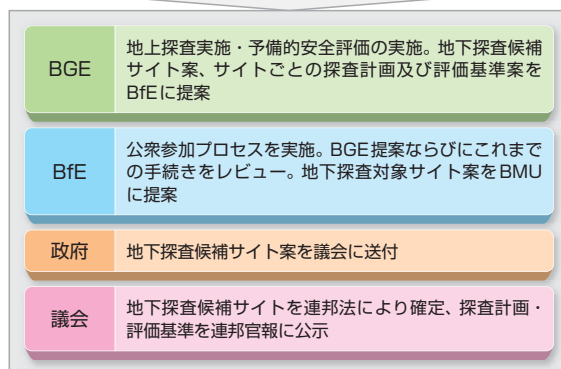 BGE
地上探査実施・予備的安全評価の実施。地下探査候補
サイト案、サイトごとの探査計画及び評価基準案を
BfEに提案
BfE
公衆参加プロセスを実施。BGE提案ならびにこれまで
の手続きをレビュー。地下探査対象サイト案をBMU
に提案
政府
地下探査候補サイト案を議会に送付
議会
地下探査候補サイトを連邦法により確定、探査計画・
評価基準を連邦官報に公示